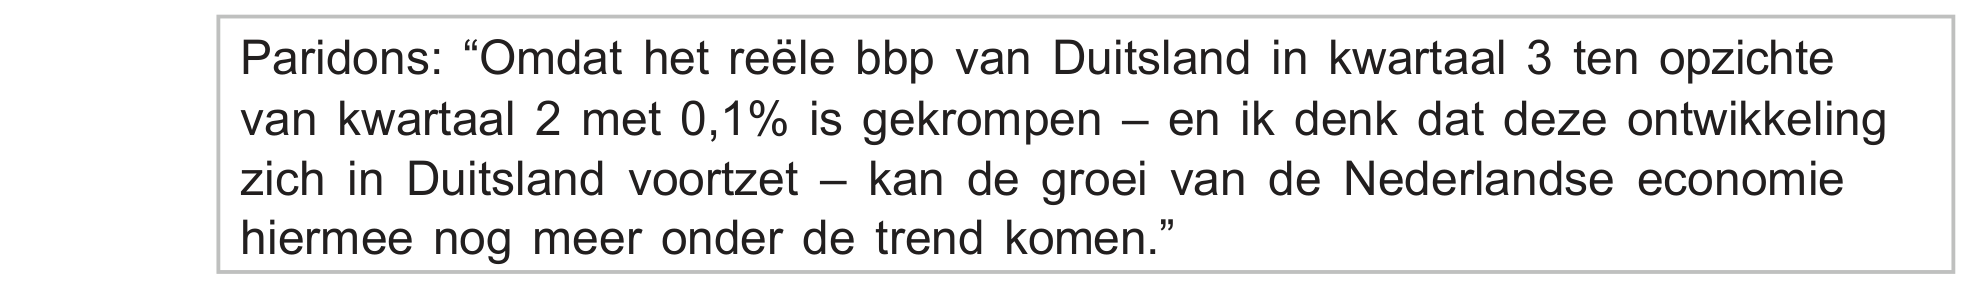 Paridons: “Omdat het reële bbp van Duitsland in kwartaal 3 ten opzichte
van kwartaal 2 met 0,1% is gekrompen – en ik denk dat deze ontwikkeling
zich in Duitsland voortzet – kan de groei van de Nederlandse economie
hiermee nog meer onder de trend komen.”